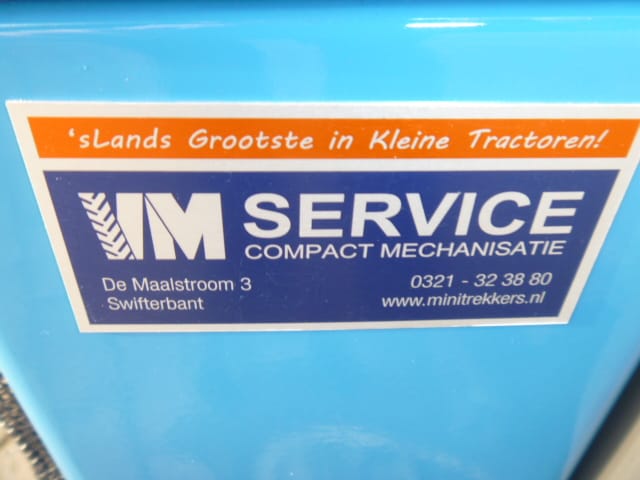 'sLands Grootste in Kleine Tractoren!
VM SERVICE
COMPACT MECHANISATIE
De Maalstroom 3
Swifterbant
0321 - 32 38 80
www.minitrekkers.nl